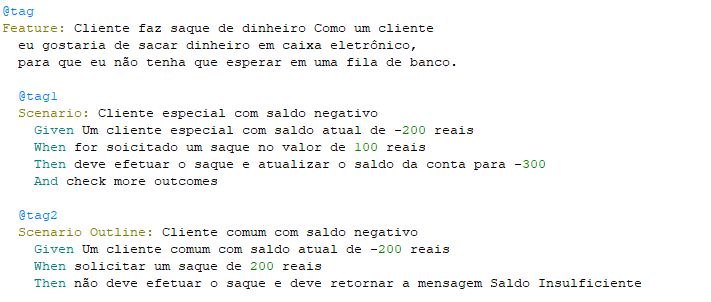 @tag
Feature: Cliente faz saque de dinheiro Como um cliente
eu gostaria de sacar dinheiro em caixa eletrônico,
para que eu não tenha que esperar em uma fila de banco.
@tag1
Scenario: Cliente especial com saldo negativo
Given Um cliente especial com saldo atual de -200 reais
When for soicitado um saque no valor de 100 reais
Then deve efetuar o saque e atualizar o saldo da conta para -300
And check more outcomes
@tag2
Scenario Outline: Cliente comum com saldo negativo
Given Um cliente comum com saldo atual de -200 reais
When solicitar um saque de 200 reais
Then não deve efetuar o saque e deve retornar a mensagem Saldo Insulficiente